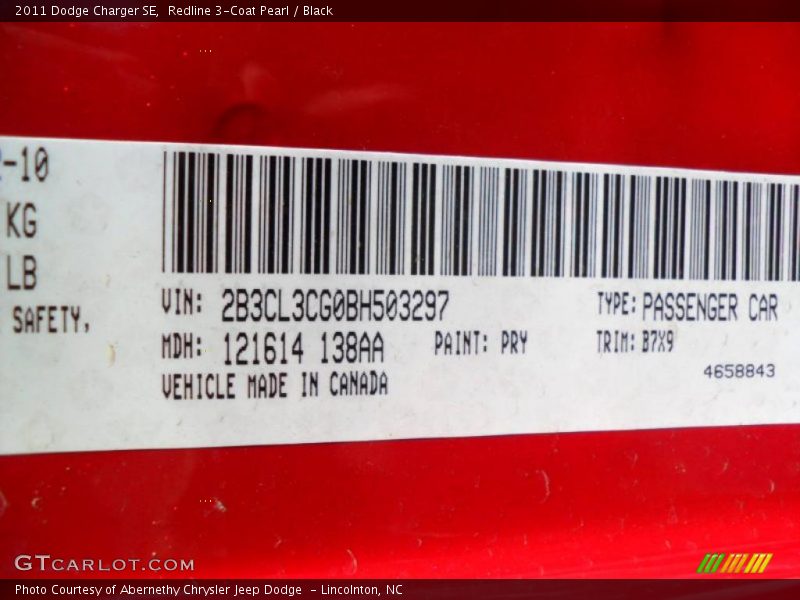 2011 Dodge Charger SE,  Redline 3-Coat Pearl / Black
-10
KG
LB
SAFETY.
VIN: 2B3CL3CG0BH503297 TYPE: PASSENGER CAR
MDH: 121614 138AA PAINT: PRY TRIM: B7X9
VEHICLE MADE IN CANADA 4658843
GTCARLOT.COM
Photo Courtesy of Abernethy Chrysler Jeep Dodge  - Lincolnton, NC